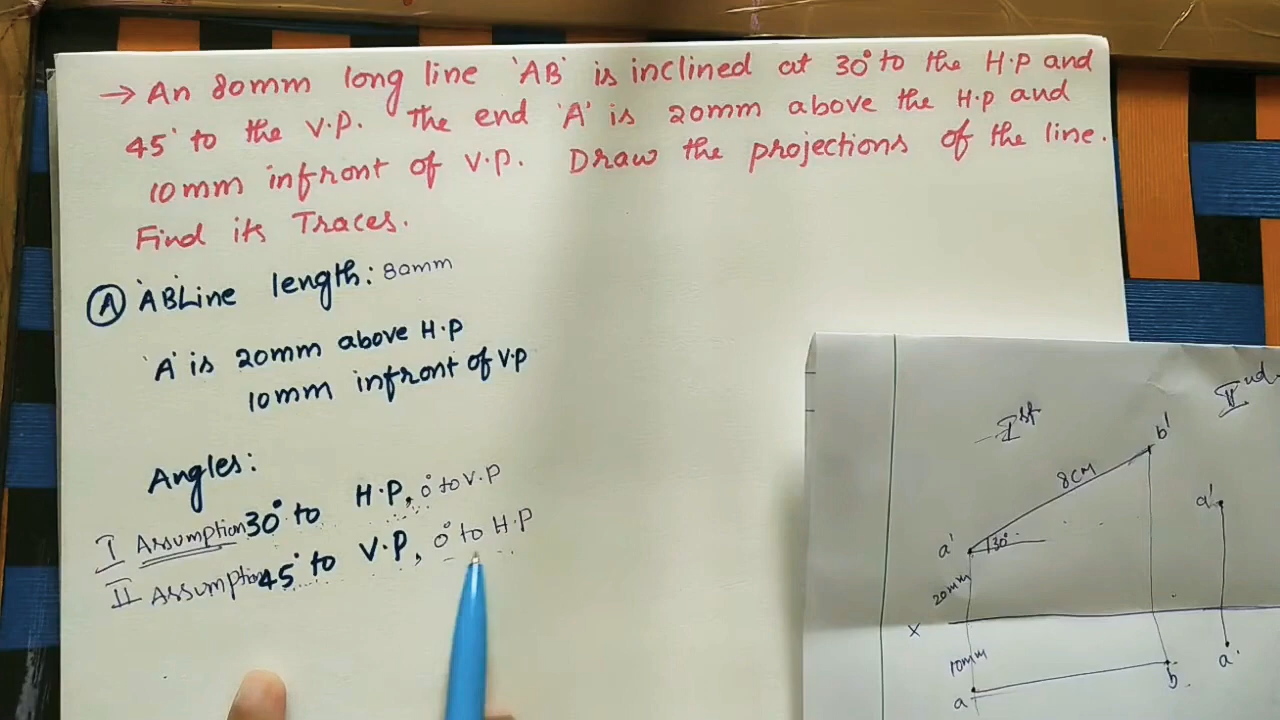 → An 80mm long line 'AB' is inclined at 30° to the H.P and
45° to the V.P. The end 'A' is 20mm above the H.P and
10mm infront of V.P. Draw the projections of the line.
Find its Traces.
A 'AB' Line length: 80mm
'A' is 20mm above H.P
10mm infront of V.P
Angles:
I Assumption 30° to H.P, 0° to V.P
II Assumption 45° to V.P, 0° to H.P
Ist
IInd
b'
8CM
a'
30°
a'
20mm
X
10mm
a
b
a